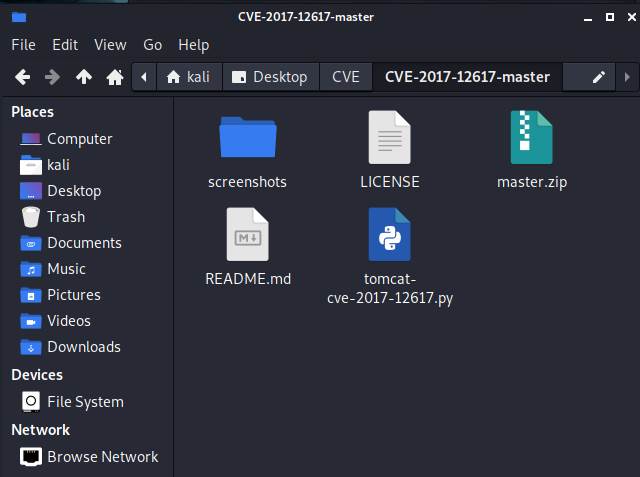 CVE-2017-12617-master
File Edit View Go Help
kali Desktop CVE CVE-2017-12617-master
Places
Computer
kali
Desktop
Trash
Documents
Music
Pictures
Videos
Downloads
Devices
File System
Network
Browse Network
screenshots LICENSE master.zip
README.md tomcat-
cve-2017-12617.py